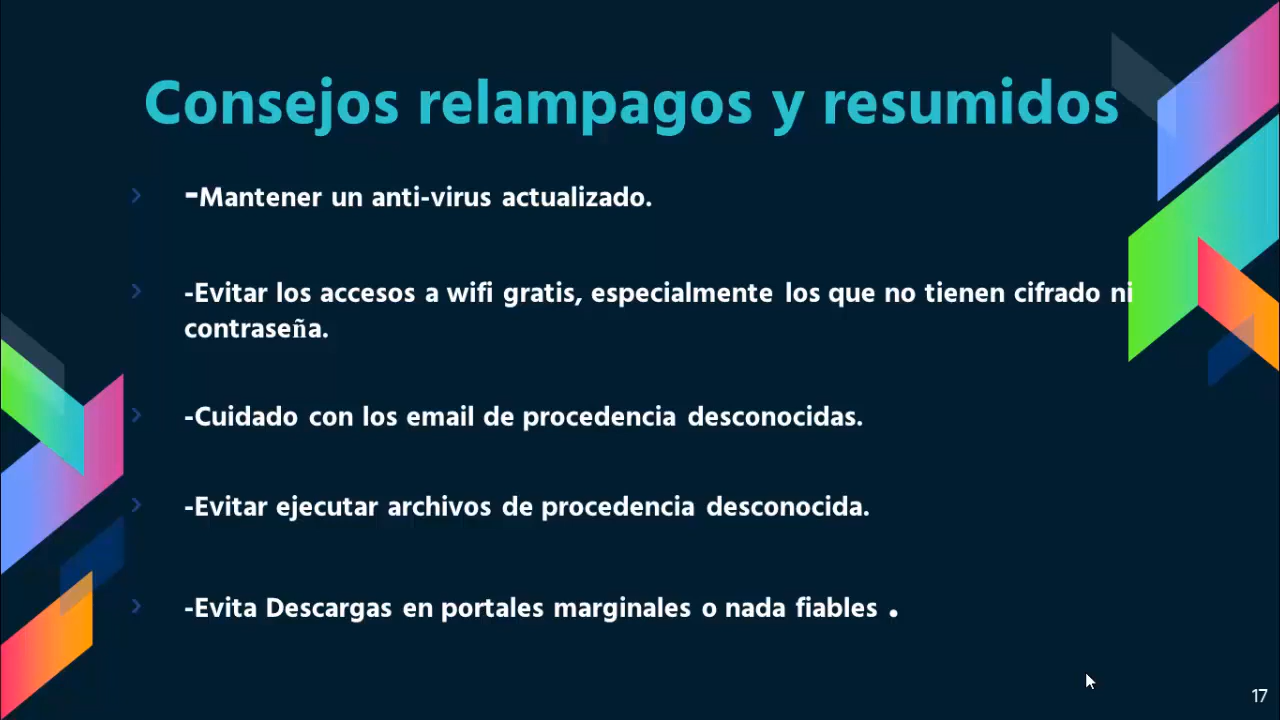 Consejos relampagos y resumidos
-Mantener un anti-virus actualizado.
-Evitar los accesos a wifi gratis, especialmente los que no tienen cifrado ni
contraseña.
-Cuidado con los email de procedencia desconocidas.
-Evitar ejecutar archivos de procedencia desconocida.
-Evita Descargas en portales marginales o nada fiables .
17